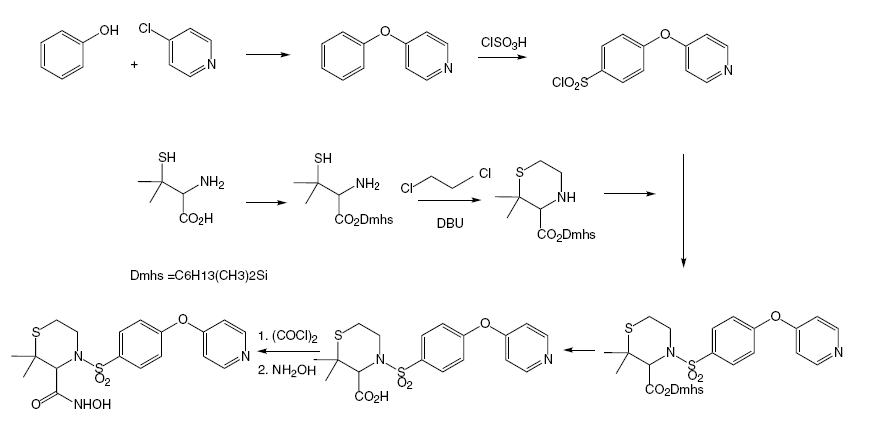 OH
Cl
+
N
O
N
ClSO3H
O
ClO2S
N
SH
NH2
CO2H
SH
NH2
CO2Dmhs
Cl
Cl
DBU
S
NH
CO2Dmhs
Dmhs =C6H13(CH3)2Si
S
N
S
O2
O
N
O
NHOH
1. (COCl)2
2. NH2OH
S
N
S
O2
O
N
CO2H
S
N
S
O2
O
N
CO2Dmhs